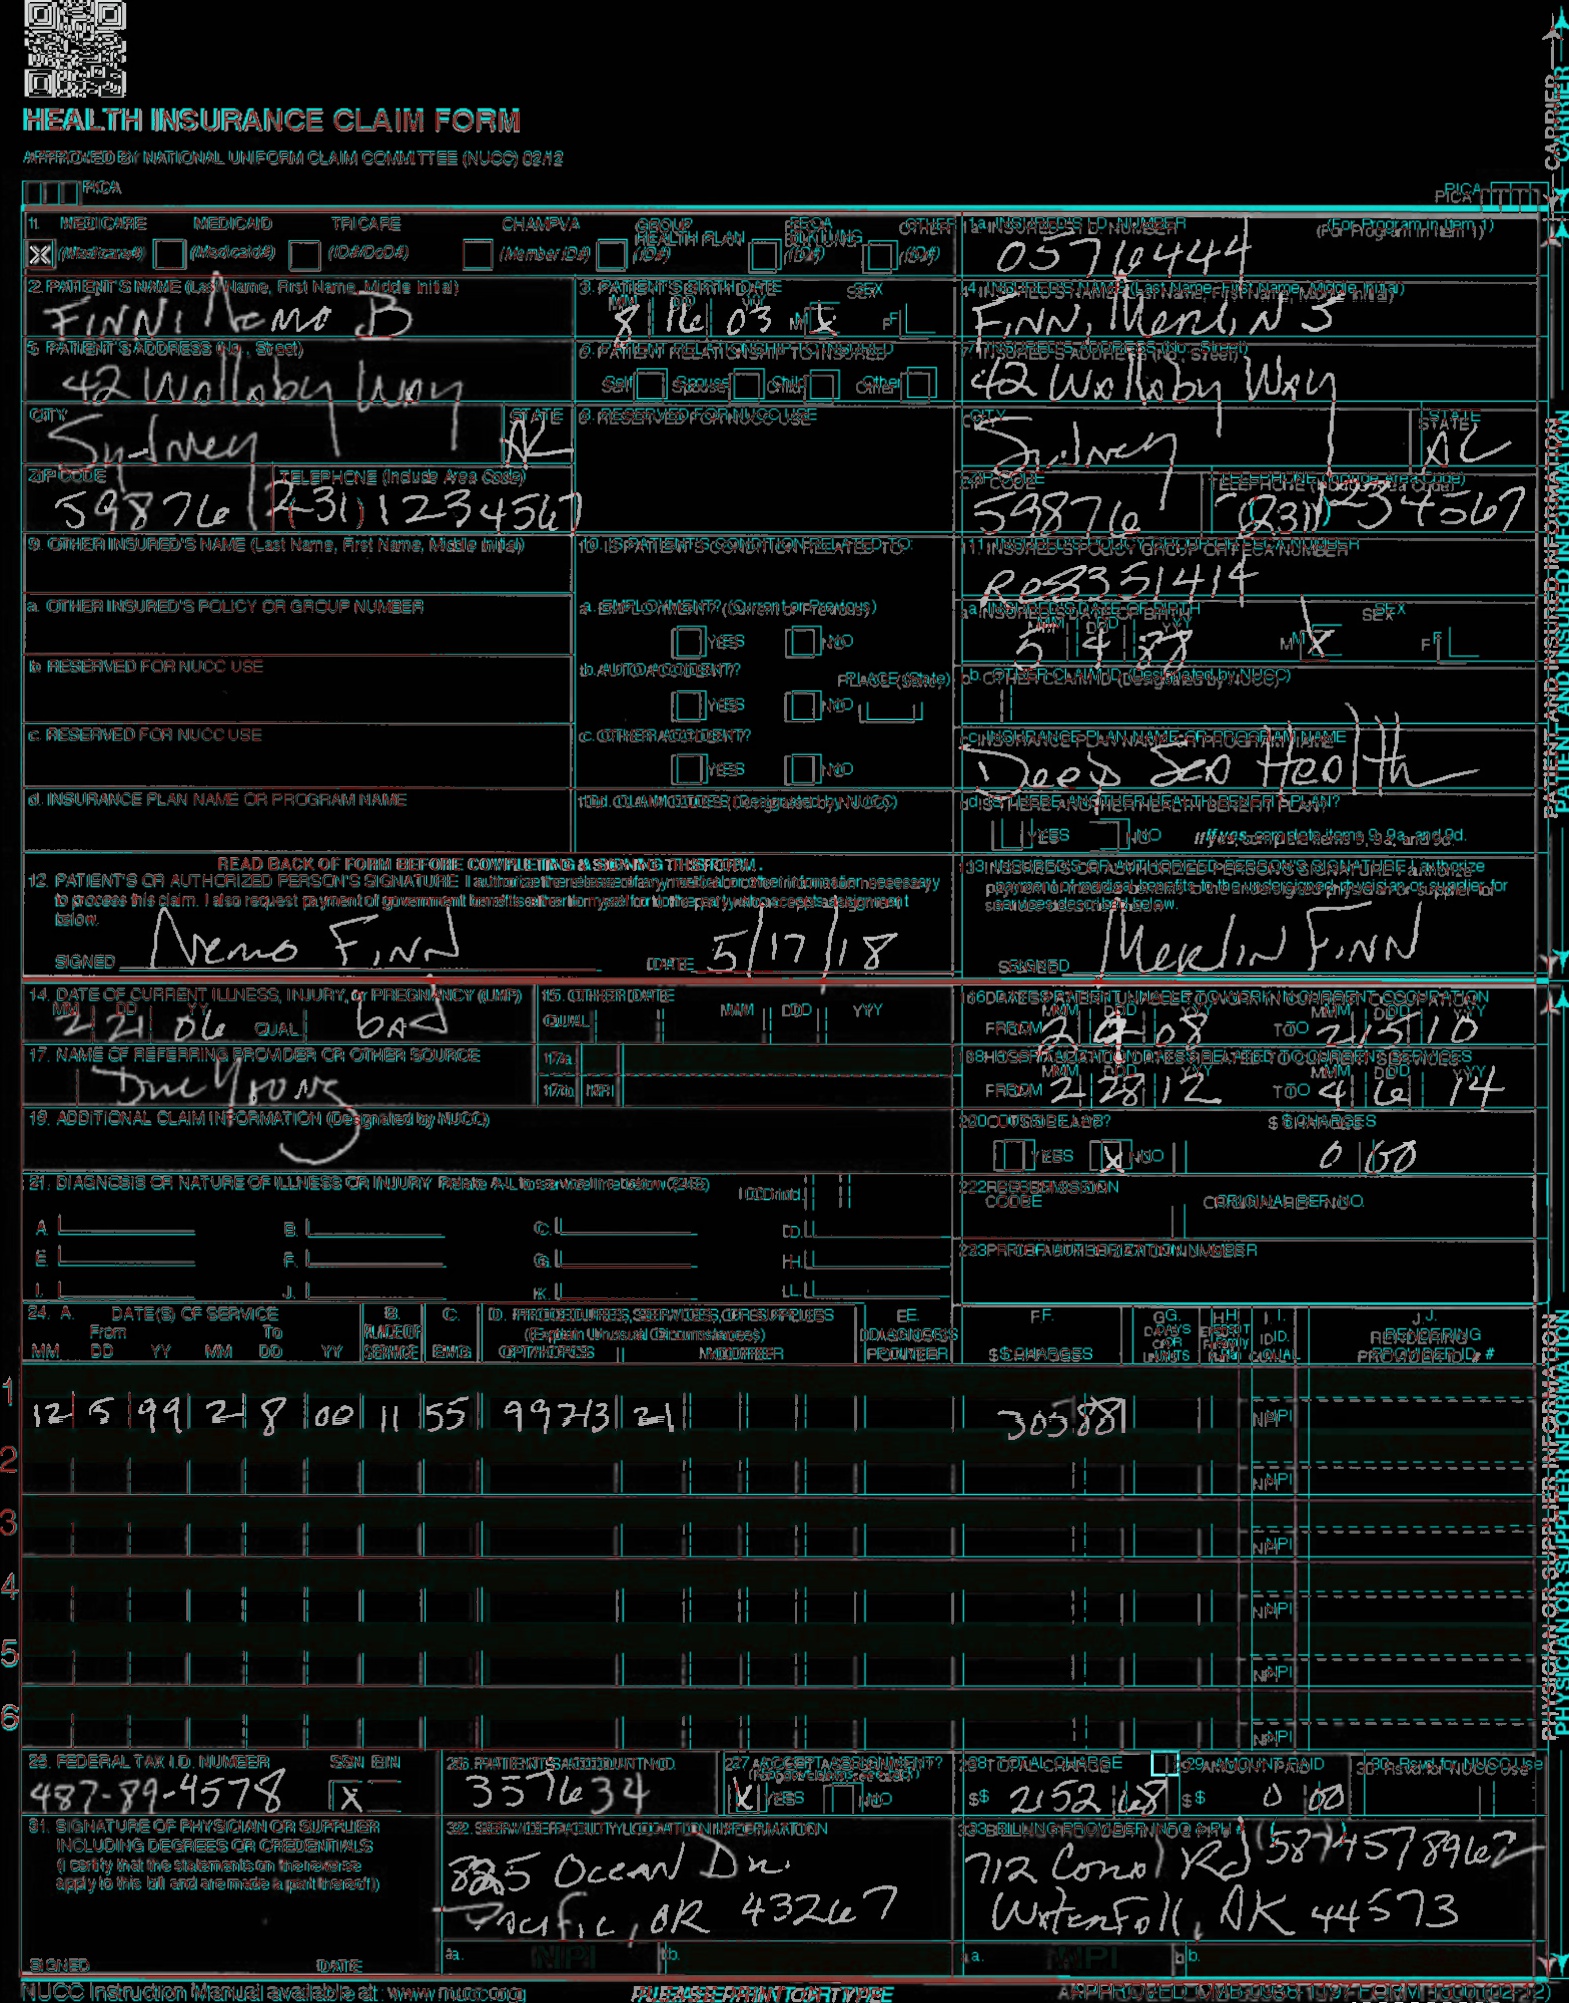 HEALTH INSURANCE CLAIM FORM
APPROVED BY NATIONAL UNIFORM CLAIM COMMITTEE (NUCC) 02/12
PICA PICA
CARRIER
1. MEDICARE MEDICAID TRICARE CHAMPVA GROUP HEALTH PLAN FECA OTHER
(Medicare#) (Medicaid#) (ID#/DoD#) (Member ID#) (ID#) (ID#) (ID#)
1a. INSURED'S I.D. NUMBER (For Program in Item 1)
05716444
2. PATIENT'S NAME (Last Name, First Name, Middle Initial)
FINN, Nemo B
3. PATIENT'S BIRTH DATE SEX
MM DD YY
8 16 03 M X F
4. INSURED'S NAME (Last Name, First Name, Middle Initial)
FINN, Merlin S
5. PATIENT'S ADDRESS (No., Street)
42 Wallaby Way
6. PATIENT RELATIONSHIP TO INSURED
Self Spouse Child Other
7. INSURED'S ADDRESS (No., Street)
42 Wallaby Way
CITY STATE
Sydney
8. RESERVED FOR NUCC USE
CITY STATE
Sydney
ZIP CODE TELEPHONE (Include Area Code)
59876 (231) 1234567
ZIP CODE TELEPHONE (Include Area Code)
59876 (231) 1234567
9. OTHER INSURED'S NAME (Last Name, First Name, Middle Initial)
10. IS PATIENT'S CONDITION RELATED TO:
11. INSURED'S POLICY GROUP OR FECA NUMBER
a. OTHER INSURED'S POLICY OR GROUP NUMBER
a. EMPLOYMENT? (Current or Previous)
YES NO
a. INSURED'S DATE OF BIRTH SEX
MM DD YY
5 4 88 M X F
b. RESERVED FOR NUCC USE
b. AUTO ACCIDENT? PLACE (State)
YES NO
b. OTHER CLAIM ID (Designated by NUCC)
c. RESERVED FOR NUCC USE
c. OTHER ACCIDENT?
YES NO
c. INSURANCE PLAN NAME OR PROGRAM NAME
Deep Sea Health
d. INSURANCE PLAN NAME OR PROGRAM NAME
10d. CLAIM CODES (Designated by NUCC)
d. IS THERE ANOTHER HEALTH BENEFIT PLAN?
YES NO If yes, complete items 9, 9a, and 9d.
PATIENT AND INSURED INFORMATION
READ BACK OF FORM BEFORE COMPLETING & SIGNING THIS FORM.
12. PATIENT'S OR AUTHORIZED PERSON'S SIGNATURE I authorize the release of any medical or other information necessary
to process this claim. I also request payment of government benefits either to myself or to the party who accepts assignment
below.
SIGNED Nemo Finn DATE 5/17/18
13. INSURED'S OR AUTHORIZED PERSON'S SIGNATURE I authorize
payment of medical benefits to the undersigned physician or supplier for
services described below.
SIGNED Merlin Finn
14. DATE OF CURRENT ILLNESS, INJURY, or PREGNANCY (LMP)
MM DD YY
2 21 06 QUAL. bad
15. OTHER DATE
QUAL. MM DD YY
16. DATES PATIENT UNABLE TO WORK IN CURRENT OCCUPATION
MM DD YY MM DD YY
FROM 2 9 08 TO 2 15 10
17. NAME OF REFERRING PROVIDER OR OTHER SOURCE
Young
17a.
17b. NPI
18. HOSPITALIZATION DATES RELATED TO CURRENT SERVICES
MM DD YY MM DD YY
FROM 2 28 12 TO 4 6 14
19. ADDITIONAL CLAIM INFORMATION (Designated by NUCC)
20. OUTSIDE LAB? $ CHARGES
YES X NO 0 00
21. DIAGNOSIS OR NATURE OF ILLNESS OR INJURY Relate A-L to service line below (24E) ICD Ind.
A. B. C. D.
E. F. G. H.
I. J. K. L.
22. RESUBMISSION CODE ORIGINAL REF. NO.
23. PRIOR AUTHORIZATION NUMBER
24. A. DATE(S) OF SERVICE B. C. D. PROCEDURES, SERVICES, OR SUPPLIES E. F. G. H. I. J.
From To PLACE OF (Explain Unusual Circumstances) DIAGNOSIS DAYS OR ID. RENDERING
MM DD YY MM DD YY SERVICE EMG CPT/HCPCS MODIFIER POINTER $ CHARGES UNITS QUAL. PROVIDER ID. #
1 12 5 99 2 8 00 11 55 99213 21 305 88 NPI
2 NPI
3 NPI
4 NPI
5 NPI
6 NPI
PHYSICIAN OR SUPPLIER INFORMATION
25. FEDERAL TAX I.D. NUMBER SSN EIN
487-89-4578 X
26. PATIENT'S ACCOUNT NO.
357634
27. ACCEPT ASSIGNMENT?
X YES NO
28. TOTAL CHARGE
$ 2152 68
29. AMOUNT PAID
$ 0 00
30. Rsvd for NUCC Use
31. SIGNATURE OF PHYSICIAN OR SUPPLIER
INCLUDING DEGREES OR CREDENTIALS
(I certify that the statements on the reverse
apply to this bill and are made a part thereof.)
SIGNED DATE
32. SERVICE FACILITY LOCATION INFORMATION
Ocean Dr.
Pacific, OR 43267
a. NPI b.
33. BILLING PROVIDER INFO & PH # (587) 4578962
712 Coral Rd
Waterfall, AK 44573
a. NPI b.
NUCC Instruction Manual available at: www.nucc.org
PLEASE PRINT OR TYPE